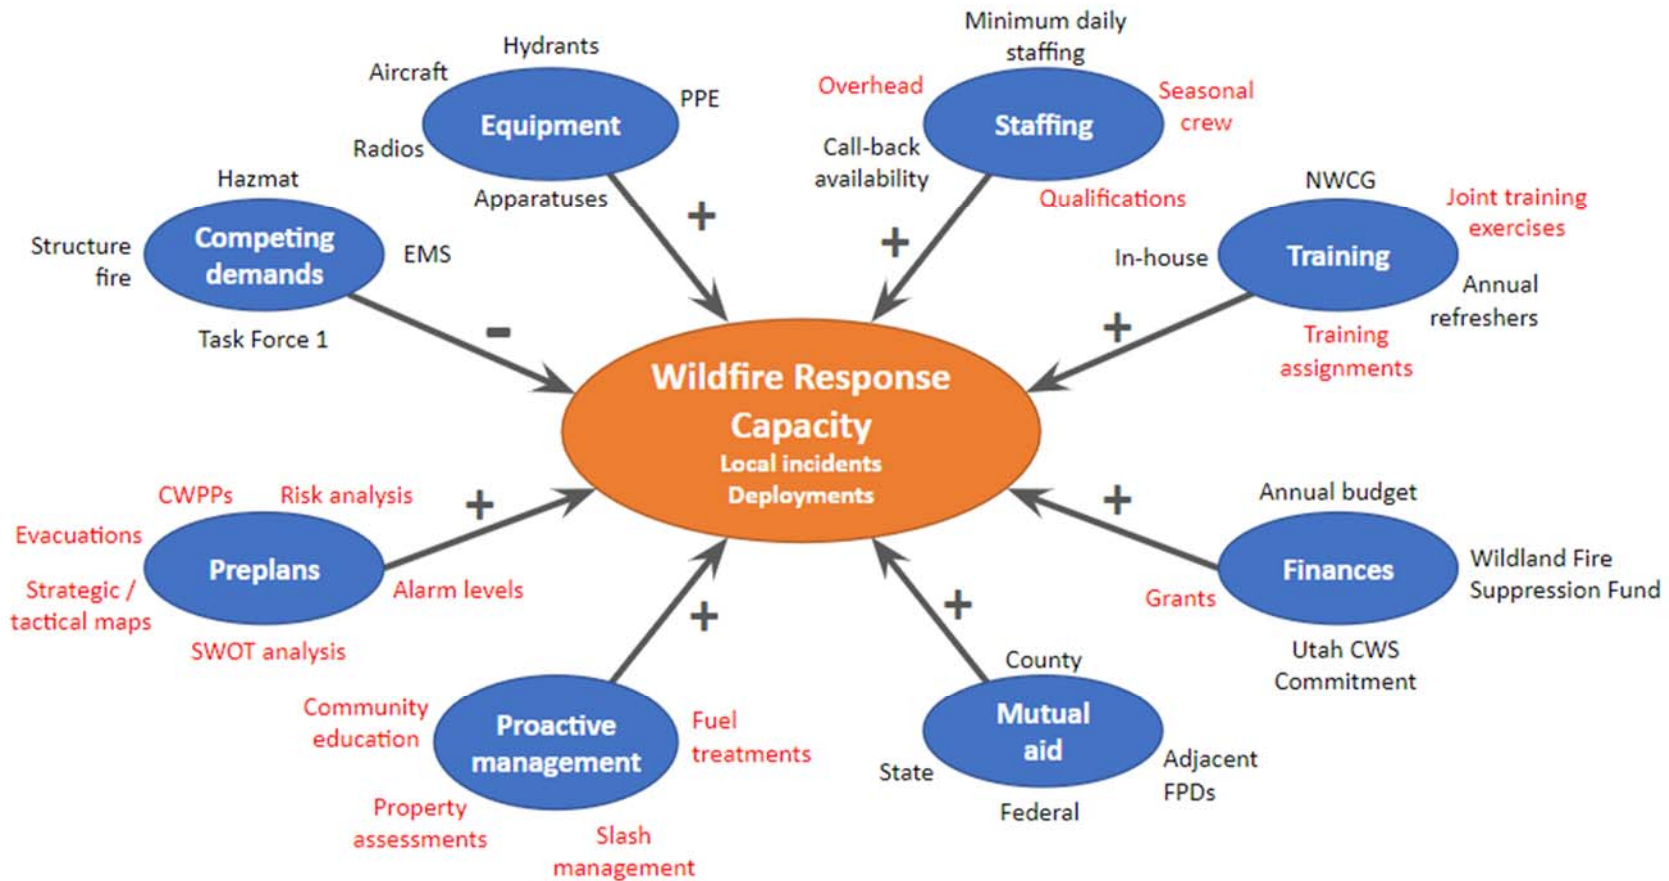 Minimum daily
staffing
Hydrants
Aircraft
PPE
Equipment
Radios
Apparatuses
+
Overhead
Seasonal
crew
Staffing
Call-back
availability
Qualifications
+
Hazmat
Competing
demands
Structure
fire
EMS
Task Force 1
-
NWCG
Joint training
exercises
In-house
Training
Annual
refreshers
Training
assignments
+
Wildfire Response
Capacity
Local incidents
Deployments
CWPPs
Risk analysis
+
Evacuations
Preplans
Strategic /
tactical maps
Alarm levels
SWOT analysis
+
Annual budget
Finances
Wildland Fire
Suppression Fund
Grants
Utah CWS
Commitment
+
Community
education
Proactive
management
Fuel
treatments
Property
assessments
Slash
management
+
County
Mutual
aid
State
Adjacent
FPDs
Federal